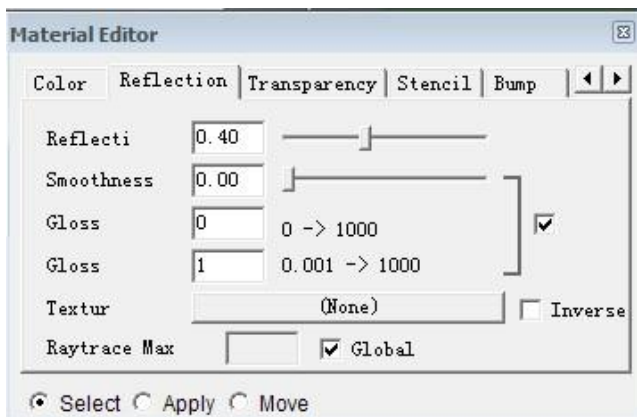 Material Editor
Color Reflection Transparency Stencil Bump
Reflecti 0.40
Smoothness 0.00
Gloss 0 0 -> 1000
Gloss 1 0.001 -> 1000
Textur (None) Inverse
Raytrace Max Global
Select Apply Move